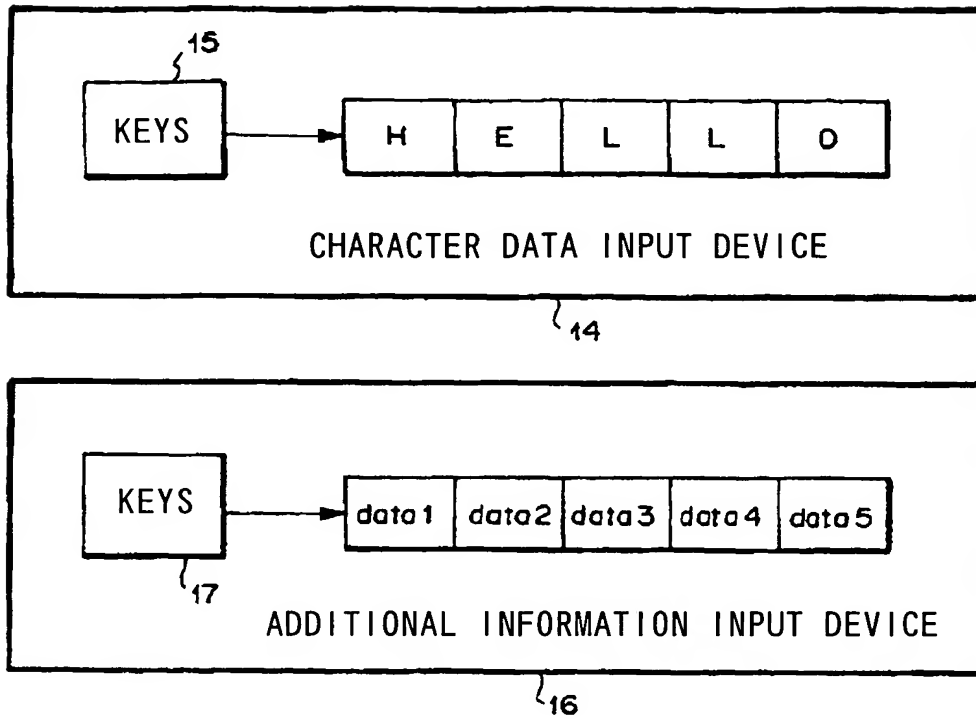 15
KEYS H E L L O
CHARACTER DATA INPUT DEVICE
14
KEYS data1 data2 data3 data4 data5
17
ADDITIONAL INFORMATION INPUT DEVICE
16